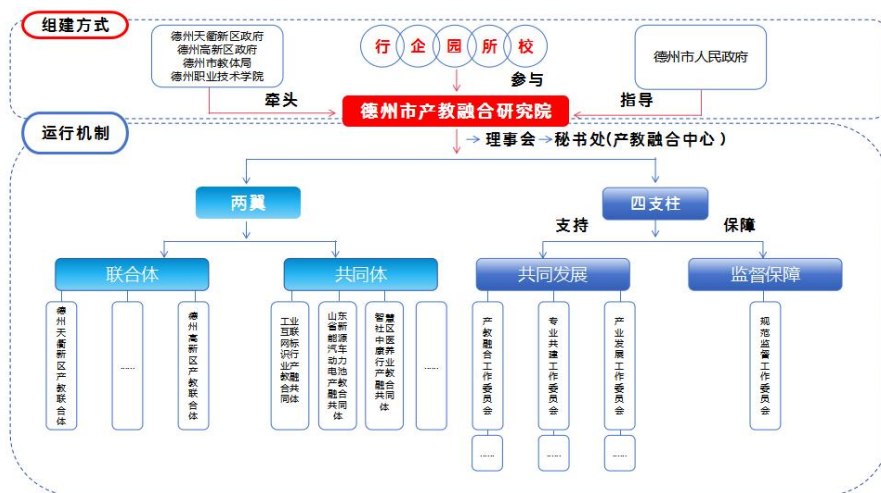 组建方式
德州天衢新区政府
德州高新区政府
德州市教体局
德州职业技术学院
行企园所校
德州市人民政府
参与
牵头
指导
德州市产教融合研究院
运行机制
理事会
秘书处(产教融合中心)
两翼
四支柱
支持
保障
联合体
共同体
共同发展
监督保障
德州天衢新区产教联合体
......
德州高新区产教联合体
工业互联网标识行业产教融合共同体
山东省新能源汽车动力电池产教融合共同体
智慧社区中医康养行业产教融合共同体
......
产教融合工作委员会
专业共建工作委员会
产业发展工作委员会
规范监督工作委员会
......
......
......